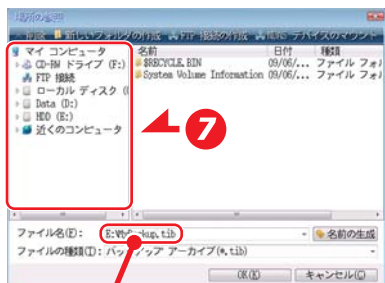 場所の参照
削除 新しいフォルダの作成 FTP 接続の作成 デバイスのマウント
マイ コンピュータ
CD-RW ドライブ (F:)
FTP 接続
ローカル ディスク (
Data (D:)
HDD (E:)
近くのコンピュータ
名前 日付 種類
$RECYCLE.BIN 09/06/... ファイル フォ
System Volume Information 09/06/... ファイル フォ
7
ファイル名(F): 名前の生成
ファイルの種類(T): バックアップ アーカイブ(*.tib)
OK(K) キャンセル(C)